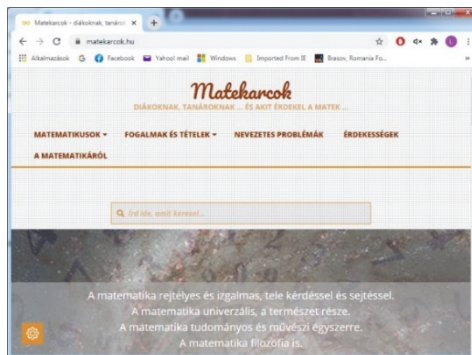 Matekarcok - diákoknak, tanárok
matekarcok.hu
Alkalmazások
Facebook
Yahoo! mail
Windows
Imported From IE
Brasov, Romania Fo...
Matekarcok
DIÁKOKNAK, TANÁROKNAK ... ÉS AKIT ÉRDEKEL A MATEK ...
MATEMATIKUSOK FOGALMAK ÉS TÉTELEK NEVEZETES PROBLÉMÁK ÉRDEKESSÉGEK
A MATEMATIKÁRÓL
Írd ide, amit keresel...
A matematika rejtélyes és izgalmas, tele kérdéssel és sejtéssel.
A matematika univerzális, a természet része.
A matematika tudományos és művészi egyszerre.
A matematika filozófia is.